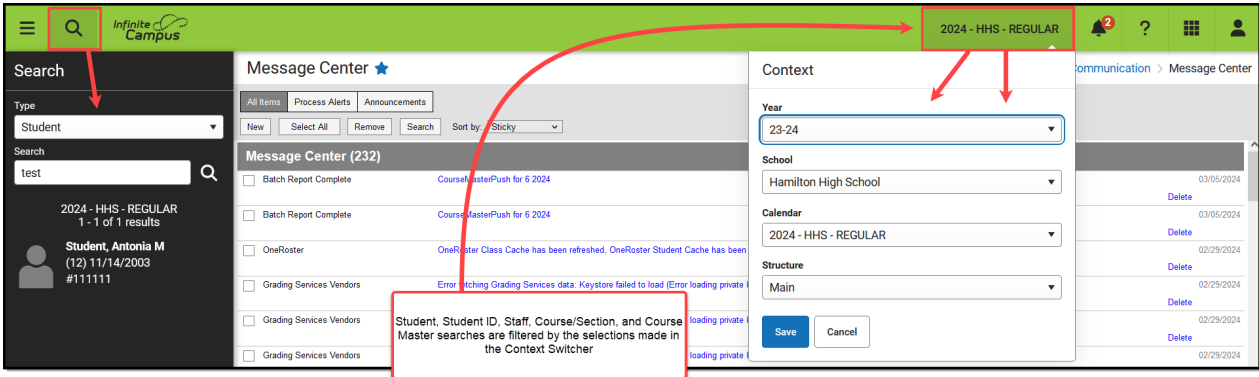 Infinite Campus
2024 - HHS - REGULAR
2
?
Search
Type
Student
Search
test
2024 - HHS - REGULAR
1 - 1 of 1 results
Student, Antonia M
(12) 11/14/2003
#111111
Message Center
Communication > Message Center
All Items Process Alerts Announcements
New Select All Remove Search Sort by: Sticky
Message Center (232)
Batch Report Complete CourseMasterPush for 6 2024 03/05/2024
Delete
Batch Report Complete CourseMasterPush for 6 2024 03/05/2024
Delete
OneRoster OneRoster Class Cache has been refreshed, OneRoster Student Cache has been 02/29/2024
Delete
Grading Services Vendors Error fetching Grading Services data: Keystore failed to load (Error loading private 02/29/2024
Delete
Grading Services Vendors loading private 02/29/2024
Delete
Grading Services Vendors loading private 02/29/2024
Context
Year
23-24
School
Hamilton High School
Calendar
2024 - HHS - REGULAR
Structure
Main
Save Cancel
Student, Student ID, Staff, Course/Section, and Course
Master searches are filtered by the selections made in
the Context Switcher